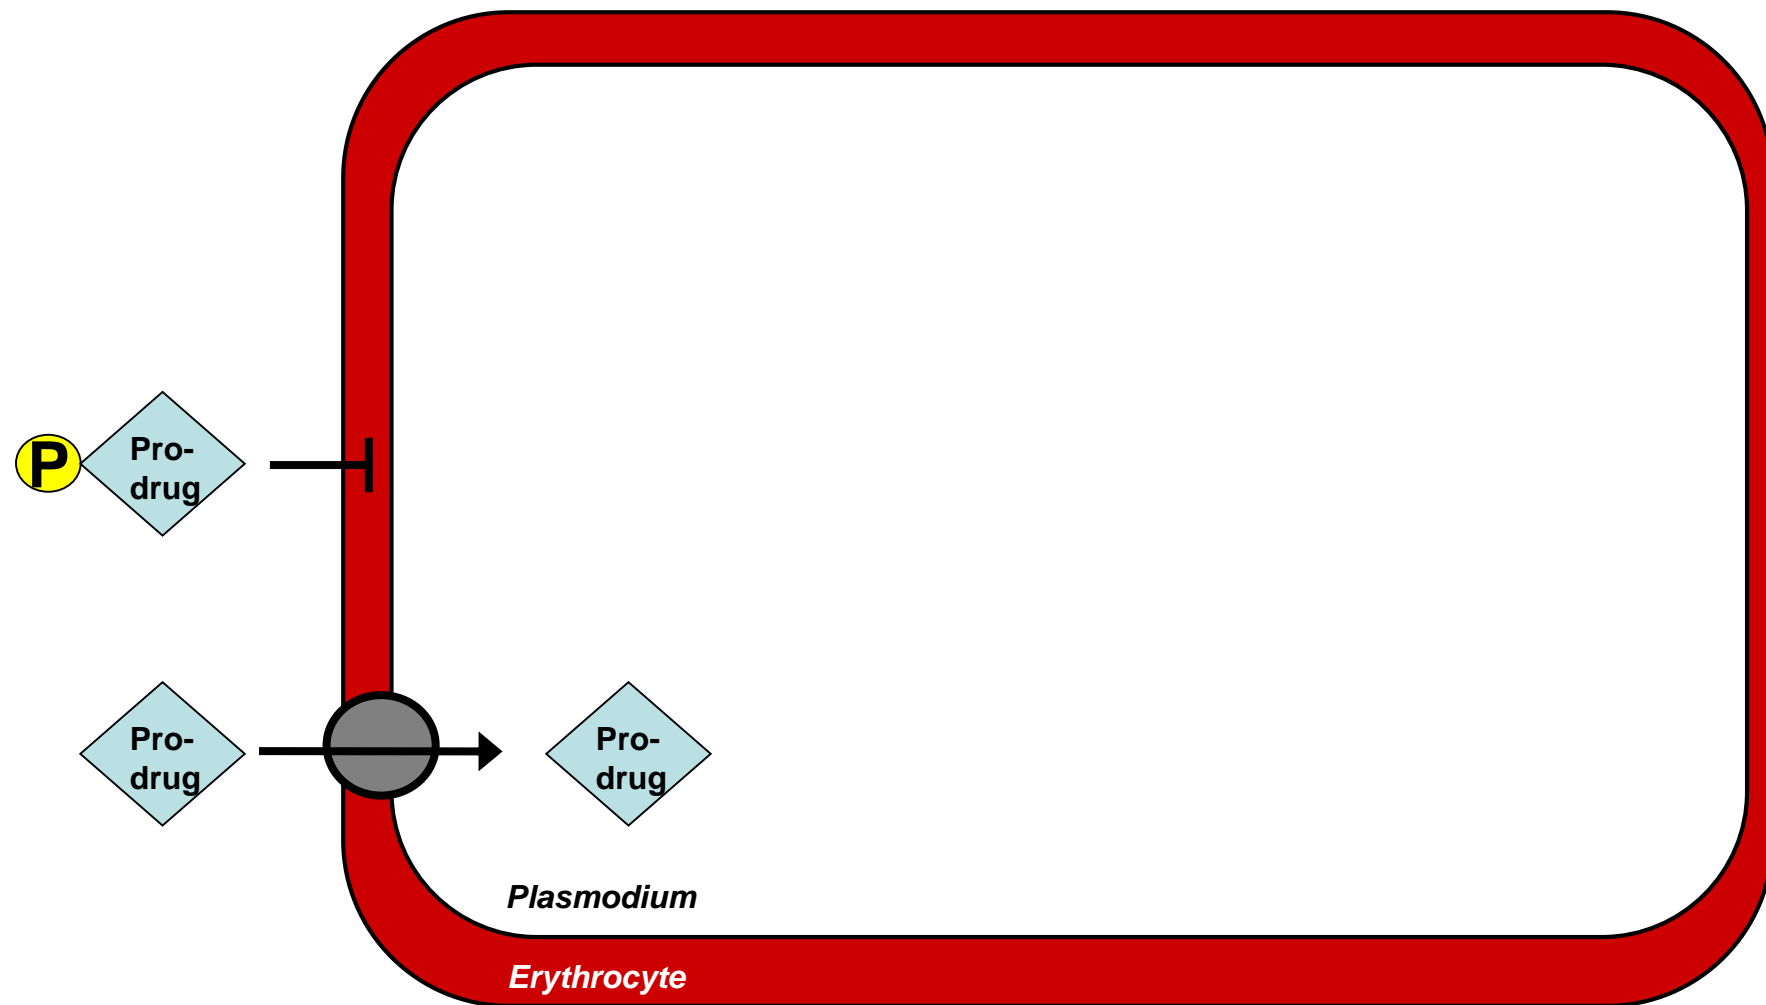 P
Pro-
drug
Pro-
drug
Pro-
drug
Plasmodium
Erythrocyte